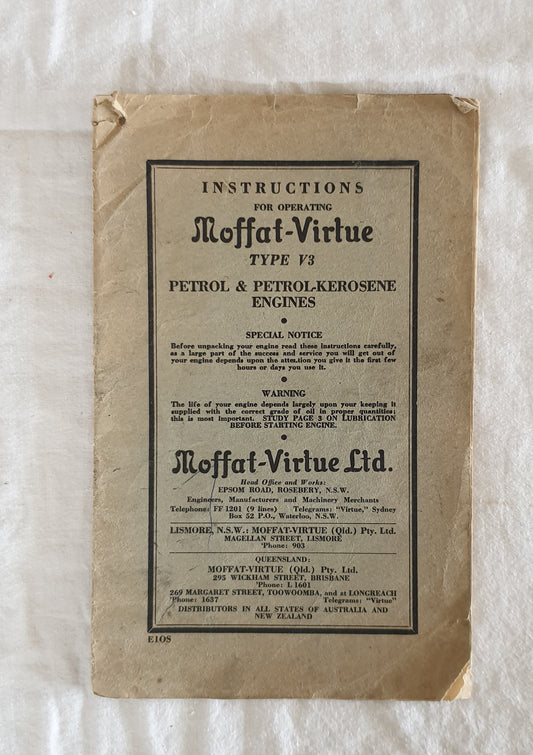 INSTRUCTIONS
FOR OPERATING
Moffat-Virtue
TYPE V3
PETROL & PETROL-KEROSENE
ENGINES
SPECIAL NOTICE
Before unpacking your engine read these instructions carefully,
as a large part of the success and service you will get out of
your engine depends upon the attention you give it the first few
hours or days you use it.
WARNING
The life of your engine depends largely upon your keeping it
supplied with the correct grade of oil in proper quantities;
this is most important. STUDY PAGE 3 ON LUBRICATION
BEFORE STARTING ENGINE.
Moffat-Virtue Ltd.
Head Office and Works:
EPSOM ROAD, ROSEBERY, N.S.W.
Engineers, Manufacturers and Machinery Merchants
Telephone: FF 1201 (9 lines) Telegrams: "Virtue," Sydney
Box 52 P.O., Waterloo, N.S.W.
LISMORE, N.S.W.: MOFFAT-VIRTUE (Qld.) Pty. Ltd.
MAGELLAN STREET, LISMORE
'Phone: 903
QUEENSLAND:
MOFFAT-VIRTUE (Qld.) Pty. Ltd.
295 WICKHAM STREET, BRISBANE
'Phone: L 1601
269 MARGARET STREET, TOOWOOMBA, and at LONGREACH
'Phone: 1637 Telegrams: "Virtue"
DISTRIBUTORS IN ALL STATES OF AUSTRALIA AND
NEW ZEALAND
E10S